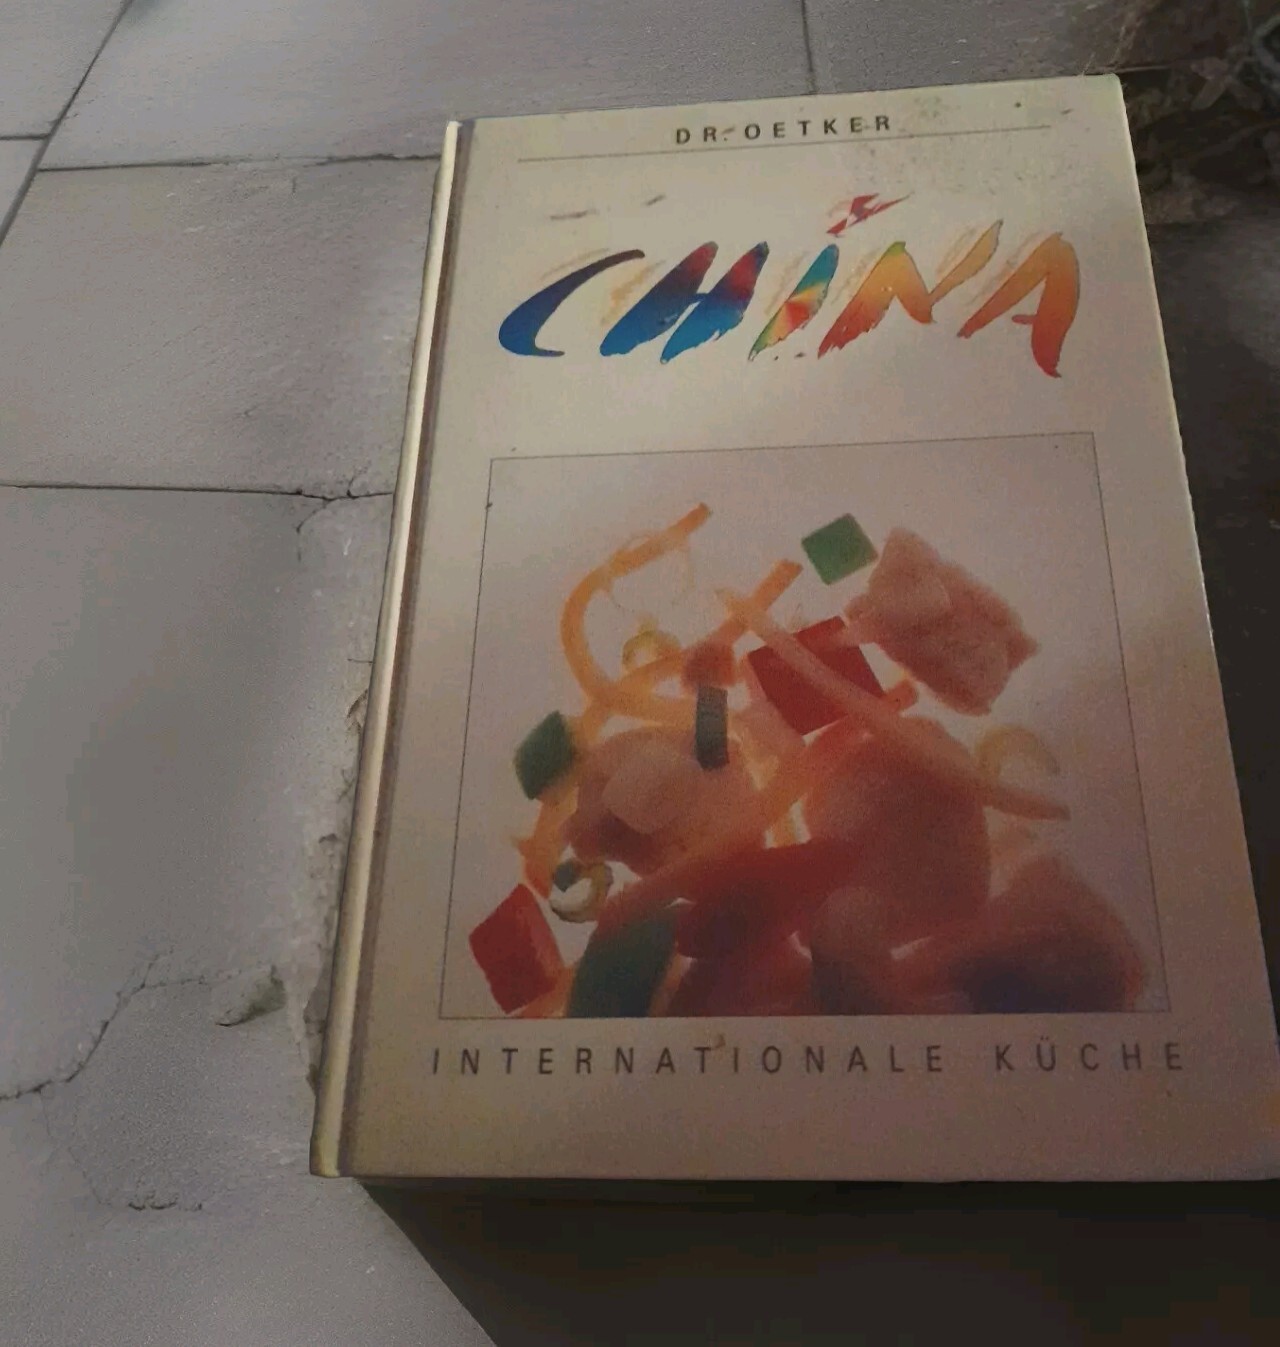 DR. OETKER
CHINA
INTERNATIONALE KÜCHE